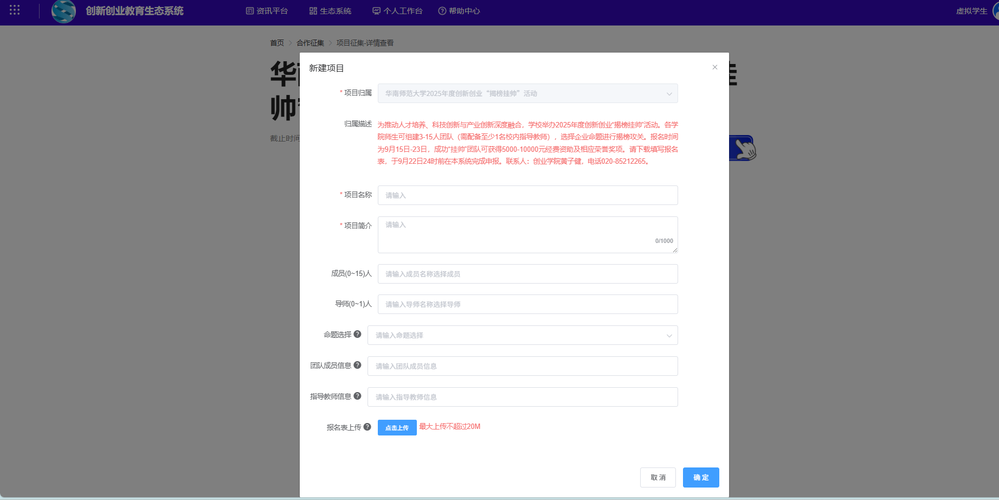 创新创业教育生态系统
资讯平台
生态系统
个人工作台
帮助中心
虚拟学生
首页 > 合作征集 > 项目征集-详情查看
华
帅
截止时间
新建项目
* 项目归属
华南师范大学2025年度创新创业“揭榜挂帅”活动
归属描述
为推动人才培养、科技创新与产业创新深度融合，学校举办2025年度创新创业“揭榜挂帅”活动。各学
院师生可组建3-15人团队（需配备至少1名校内指导教师），选择企业命题进行揭榜攻关。报名时间
为9月15日-23日，成功“挂帅”团队可获得5000-10000元经费资助及相应荣誉奖项。请下载填写报名
表，于9月22日24时前在本系统完成申报。联系人：创业学院黄子健，电话020-85212265。
* 项目名称
请输入
* 项目简介
请输入
0/1000
成员(0~15)人
请输入成员名称选择成员
导师(0~1)人
请输入导师名称选择导师
命题选择 ?
请输入命题选择
团队成员信息 ?
请输入团队成员信息
指导教师信息 ?
请输入指导教师信息
报名表上传 ?
点击上传
最大上传不超过20M
取消
确定